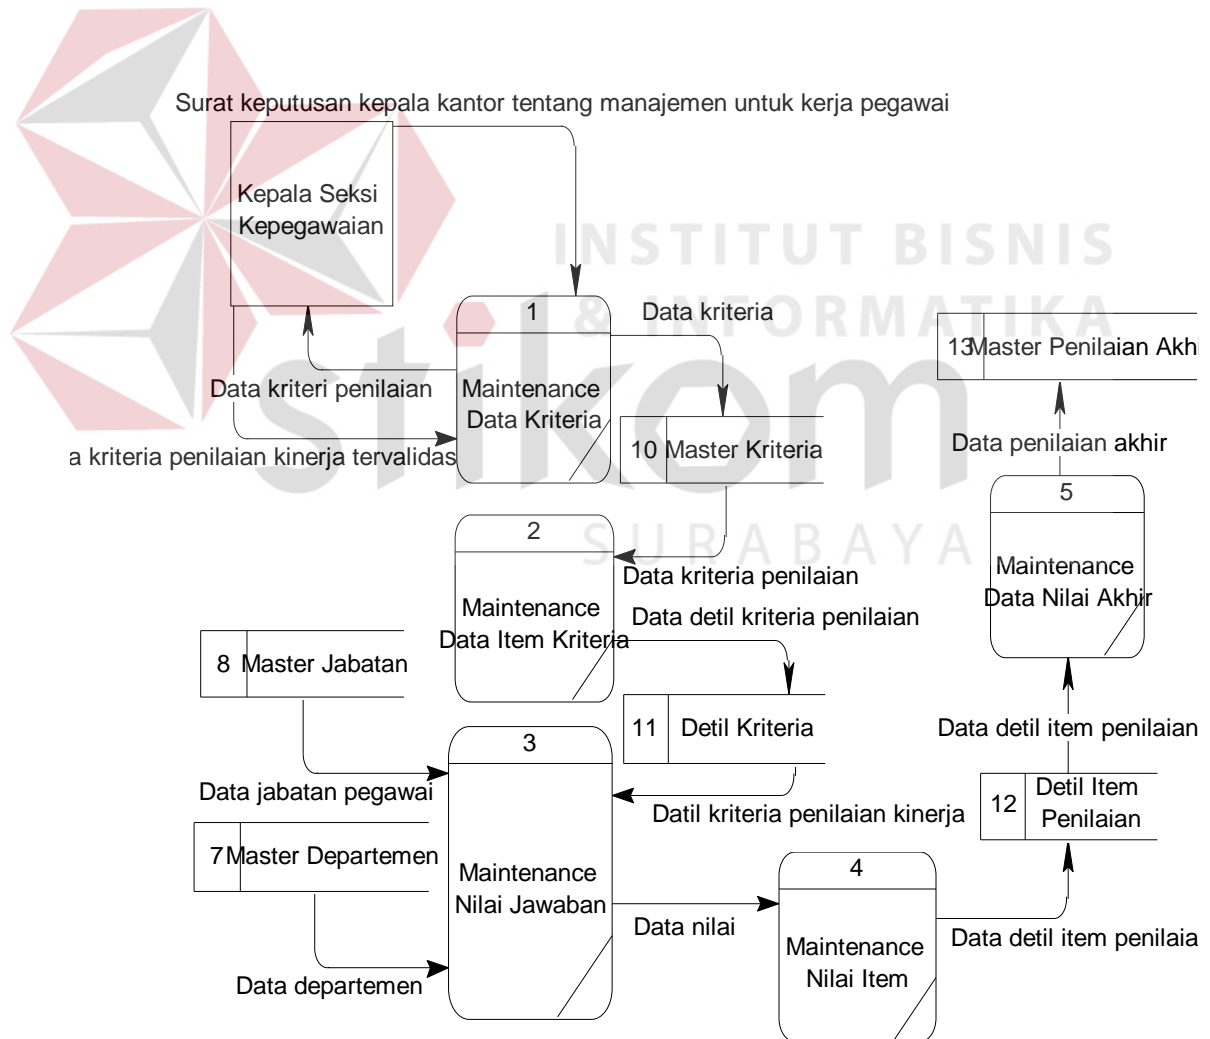 Surat keputusan kepala kantor tentang manajemen untuk kerja pegawai
Kepala Seksi
Kepegawaian
INSTITUT BISNIS
& INFORMATIKA
stikom
SURABAYA
1
Maintenance
Data Kriteria
Data kriteria
Data kriteri penilaian
a kriteria penilaian kinerja tervalidas
10 Master Kriteria
13 Master Penilaian Akhi
Data penilaian akhir
5
Maintenance
Data Nilai Akhir
2
Maintenance
Data Item Kriteria
Data kriteria penilaian
Data detil kriteria penilaian
8 Master Jabatan
11 Detil Kriteria
Data detil item penilaian
3
Maintenance
Nilai Jawaban
Data jabatan pegawai
Datil kriteria penilaian kinerja
12 Detil Item
Penilaian
7 Master Departemen
4
Maintenance
Nilai Item
Data nilai
Data detil item penilaia
Data departemen